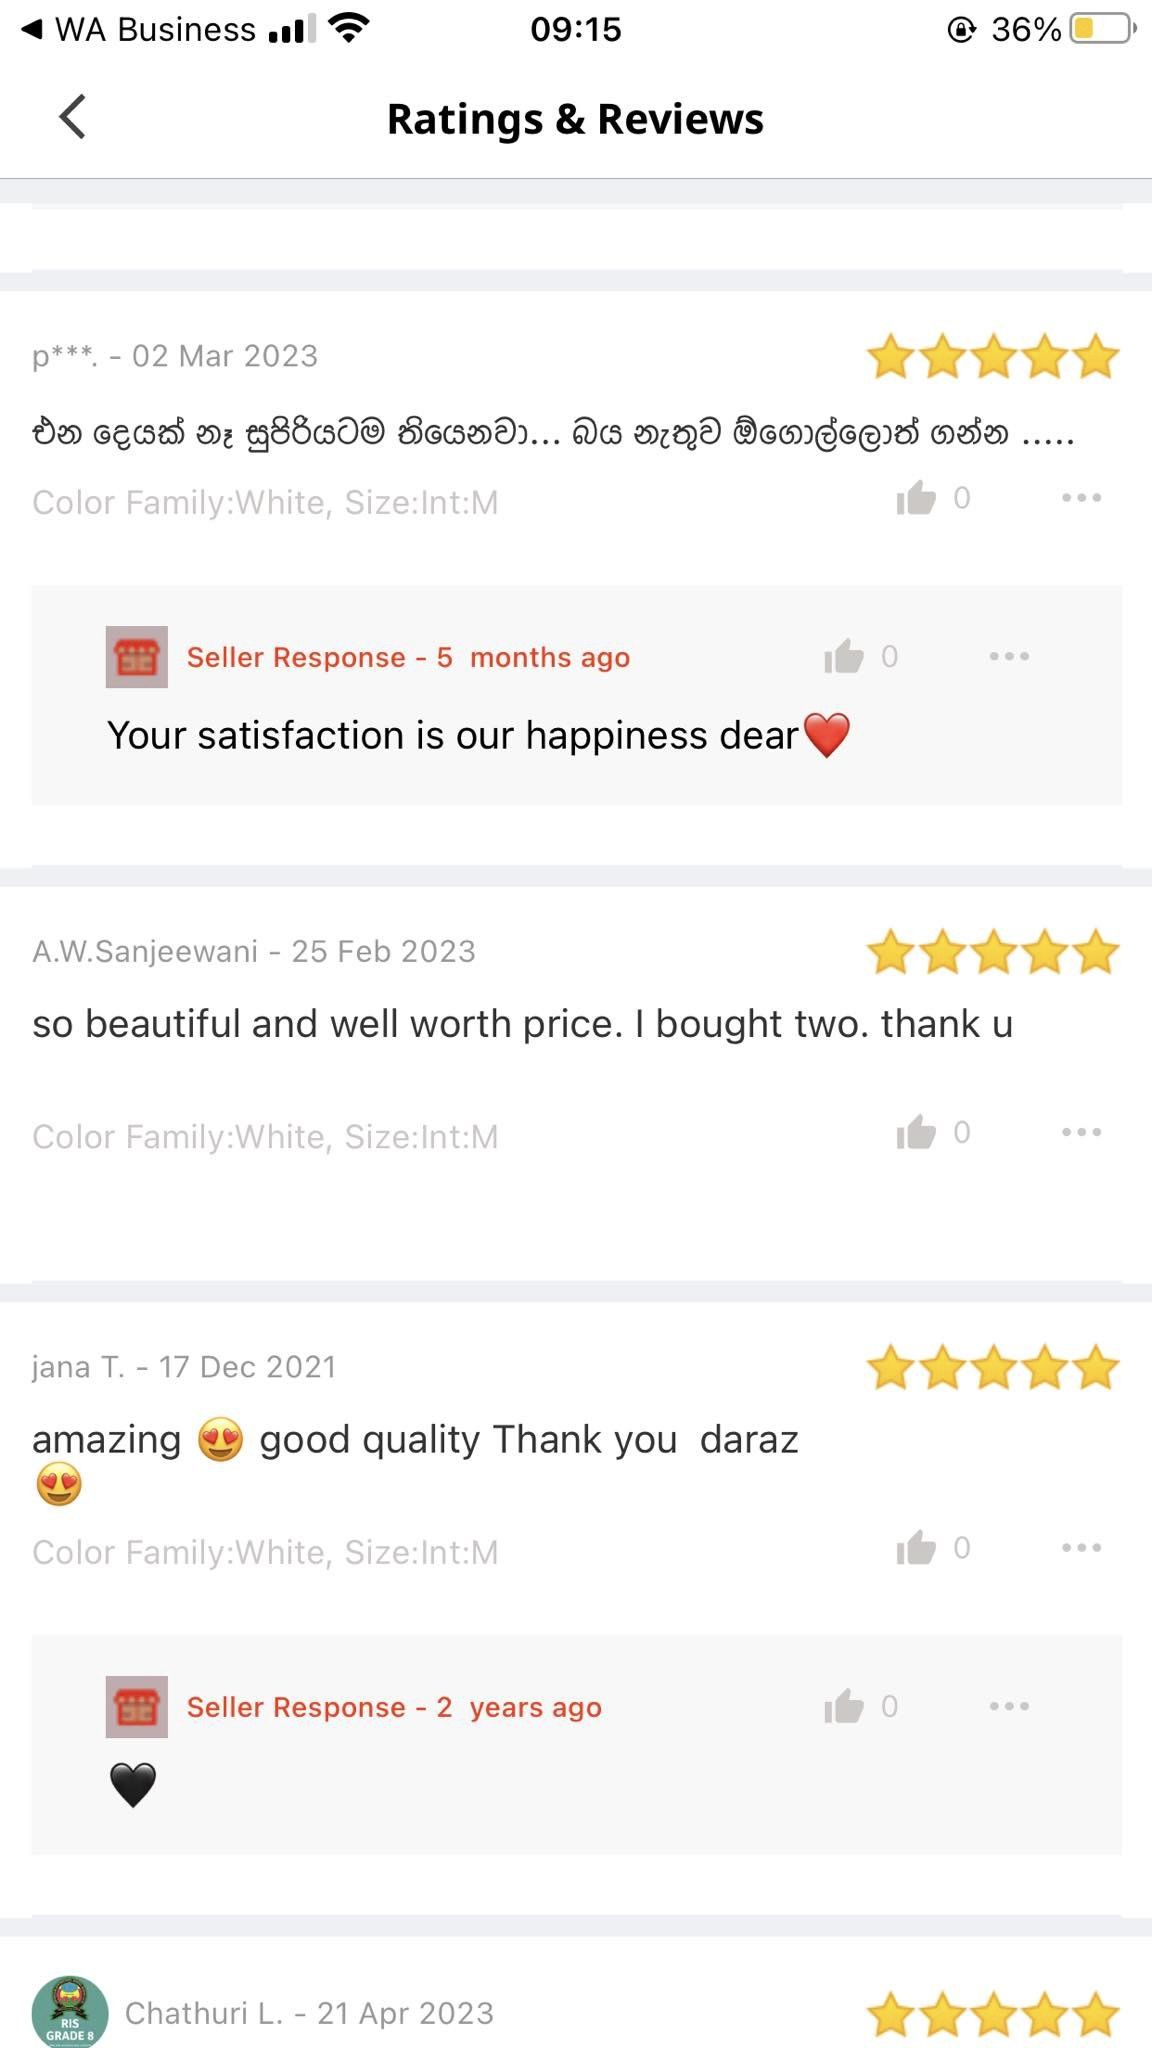 WA Business
09:15
36%
Ratings & Reviews
p***. - 02 Mar 2023
එන දෙයක් නෑ සුපිරියටම තියෙනවා... බය නැතුව ඕගොල්ලොත් ගන්න .....
Color Family:White, Size:Int:M
0
Seller Response - 5 months ago
0
Your satisfaction is our happiness dear❤️
A.W.Sanjeewani - 25 Feb 2023
so beautiful and well worth price. I bought two. thank u
Color Family:White, Size:Int:M
0
jana T. - 17 Dec 2021
amazing 😍 good quality Thank you daraz
😍
Color Family:White, Size:Int:M
0
Seller Response - 2 years ago
0
🖤
RIS
GRADE 8
Chathuri L. - 21 Apr 2023